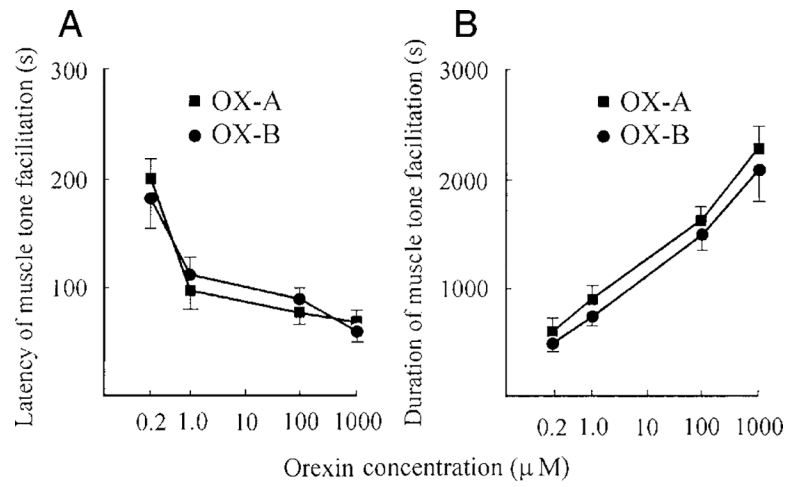 A
Latency of muscle tone facilitation (s)
300
200
100
OX-A
OX-B
0.2 1.0 10 100 1000
B
Duration of muscle tone facilitation (s)
3000
2000
1000
OX-A
OX-B
0.2 1.0 10 100 1000
Orexin concentration (μ M)